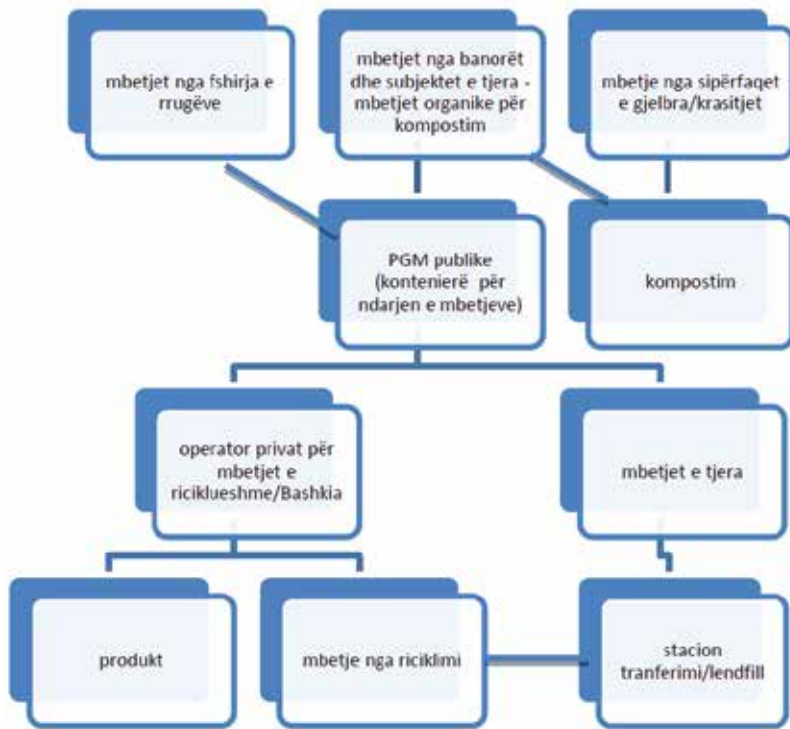 mbetjet nga fshirja e
rrugëve
mbetjet nga banorët
dhe subjektet e tjera -
mbetjet organike për
kompostim
mbetje nga sipërfaqet
e gjelbra/krasitjet
PGM publike
(kontenierë për
ndarjen e mbetjeve)
kompostim
operator privat për
mbetjet e
riciklueshme/Bashkia
mbetjet e tjera
produkt
mbetje nga riciklimi
stacion
tranferimi/lendfill